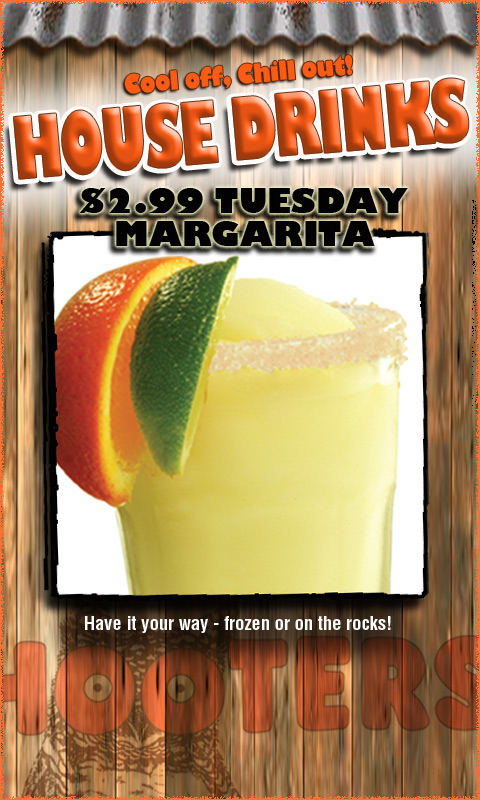 Cool off, Chill out!
HOUSE DRINKS
$2.99 TUESDAY
MARGARITA
Have it your way - frozen or on the rocks!
HOOTERS